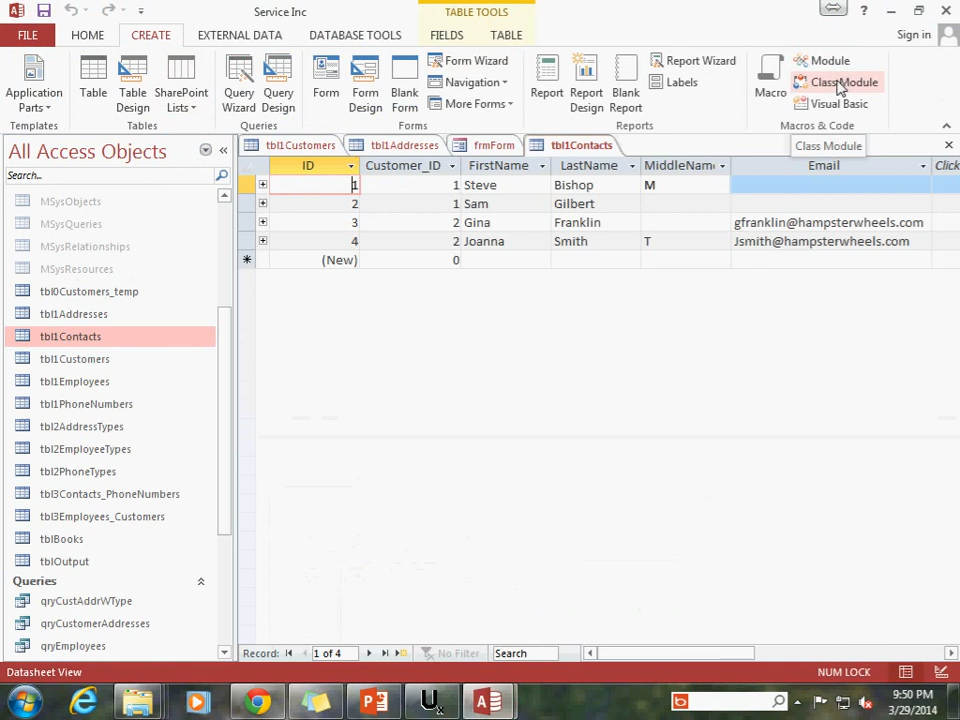 Service Inc
TABLE TOOLS
?
Sign in
FILE
HOME
CREATE
EXTERNAL DATA
DATABASE TOOLS
FIELDS
TABLE
Application Parts
Table
Table Design
SharePoint Lists
Query Wizard
Query Design
Form
Form Design
Blank Form
Form Wizard
Navigation
More Forms
Report
Report Design
Blank Report
Report Wizard
Labels
Macro
Module
Class Module
Visual Basic
Templates
Tables
Queries
Forms
Reports
Macros & Code
Class Module
All Access Objects
Search...
MSysObjects
MSysQueries
MSysRelationships
MSysResources
tbl0Customers_temp
tbl1Addresses
tbl1Contacts
tbl1Customers
tbl1Employees
tbl1PhoneNumbers
tbl2AddressTypes
tbl2EmployeeTypes
tbl2PhoneTypes
tbl3Contacts_PhoneNumbers
tbl3Employees_Customers
tblBooks
tblOutput
Queries
qryCustAddrWType
qryCustomerAddresses
qryEmployees
tbl1Customers
tbl1Addresses
frmForm
tbl1Contacts
ID Customer_ID FirstName LastName MiddleName Email Click
1 1 Steve Bishop M
2 1 Sam Gilbert
3 2 Gina Franklin gfranklin@hampsterwheels.com
4 2 Joanna Smith T Jsmith@hampsterwheels.com
(New) 0
Record: 1 of 4 No Filter Search
Datasheet View
NUM LOCK
9:50 PM
3/29/2014